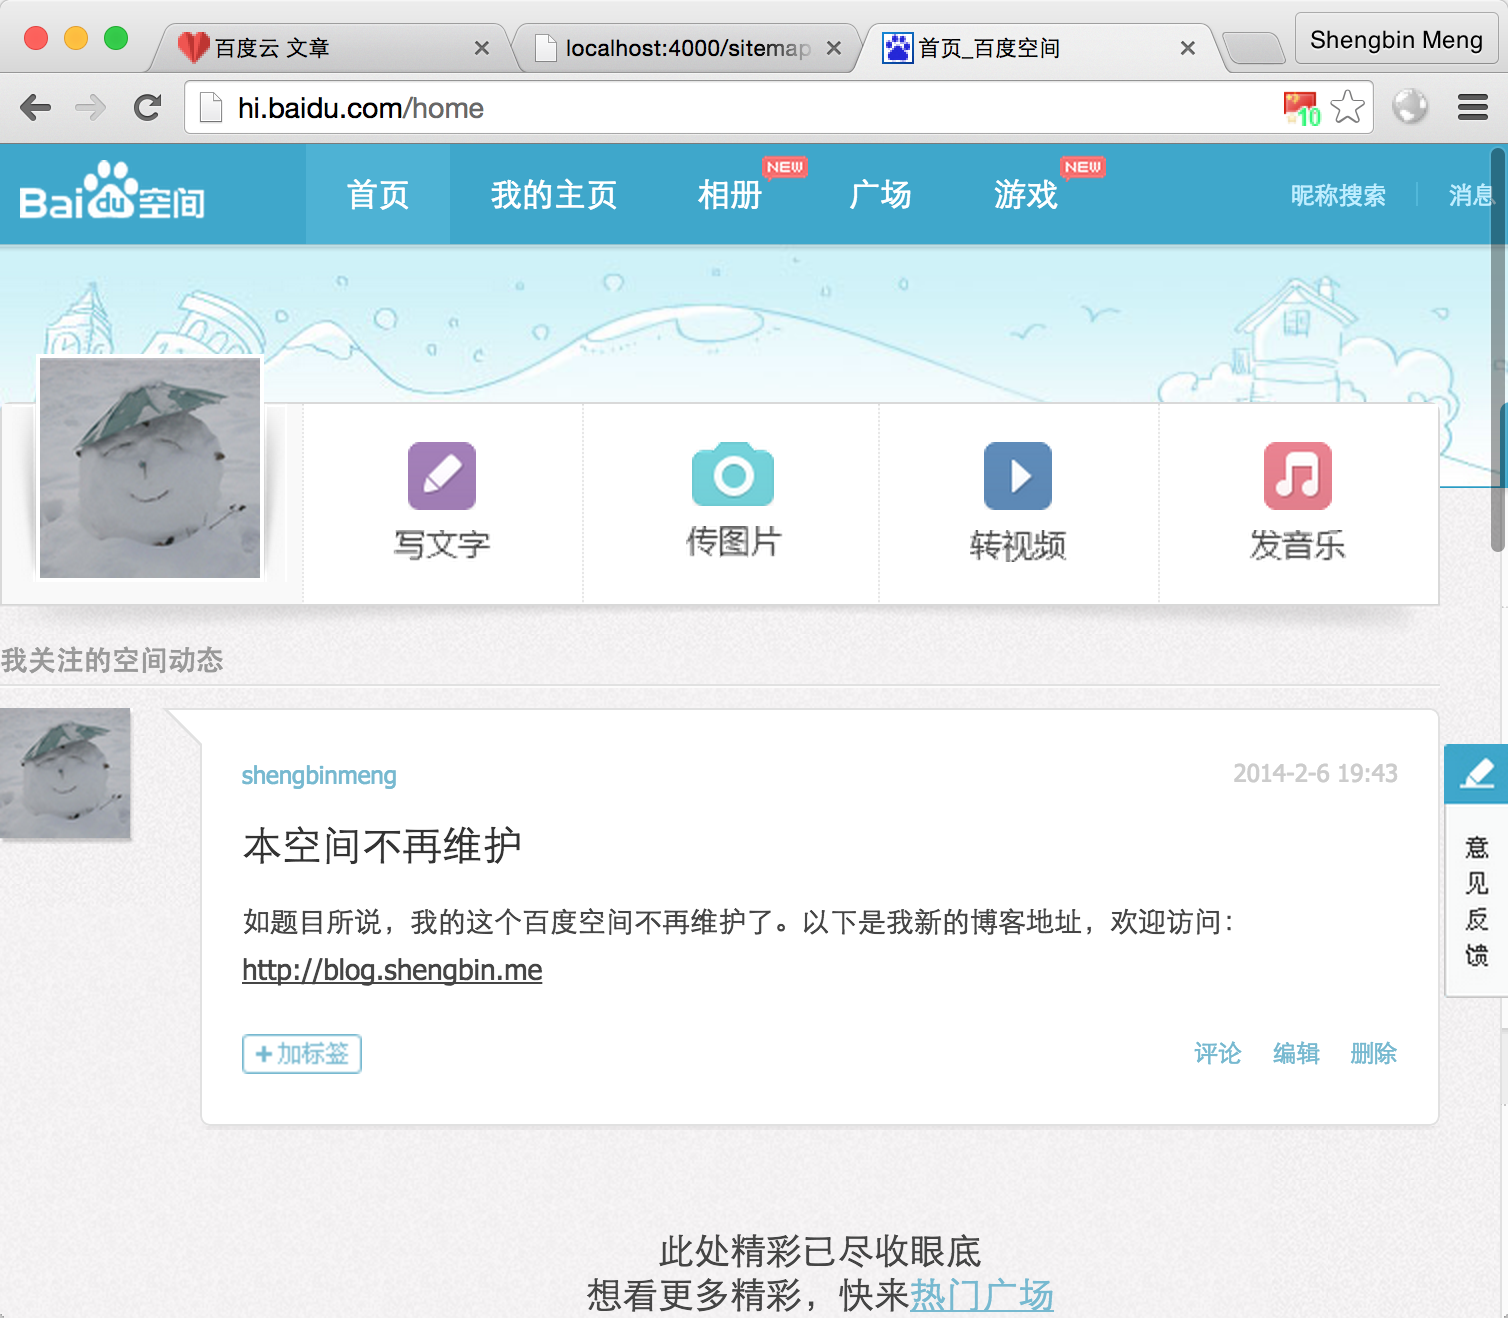 百度云 文章
localhost:4000/sitemap
首页_百度空间
Shengbin Meng
hi.baidu.com/home
10
Bai du 空间
首页
我的主页
相册
NEW
广场
游戏
NEW
昵称搜索
消息
写文字
传图片
转视频
发音乐
我关注的空间动态
shengbinmeng
2014-2-6 19:43
本空间不再维护
如题目所说，我的这个百度空间不再维护了。以下是我新的博客地址，欢迎访问：
http://blog.shengbin.me
+ 加标签
评论
编辑
删除
意
见
反
馈
此处精彩已尽收眼底
想看更多精彩，快来热门广场